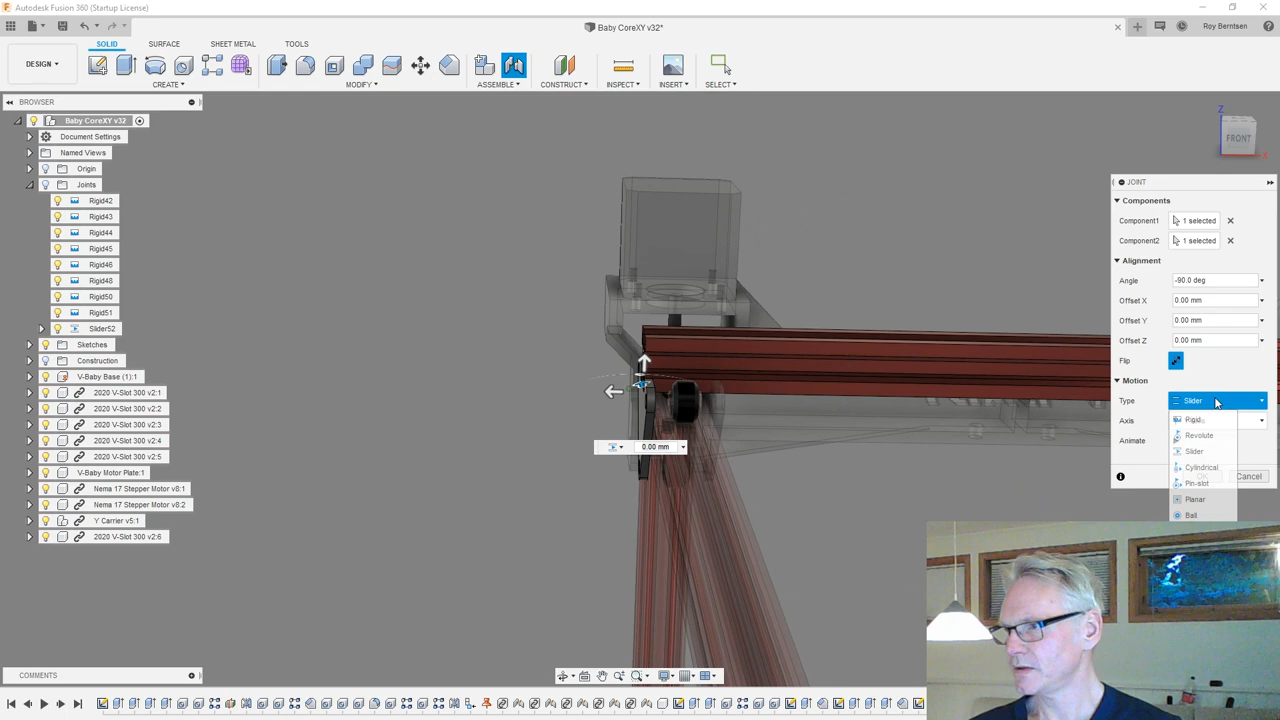 Autodesk Fusion 360 (Startup License)
Baby CoreXY v32*
Roy Berntsen
SOLID SURFACE SHEET METAL TOOLS
DESIGN
CREATE MODIFY ASSEMBLE CONSTRUCT INSPECT INSERT SELECT
BROWSER
Baby CoreXY v32
Document Settings
Named Views
Origin
Joints
Rigid42
Rigid43
Rigid44
Rigid45
Rigid46
Rigid48
Rigid50
Rigid51
Slider52
Sketches
Construction
V-Baby Base (1):1
2020 V-Slot 300 v2:1
2020 V-Slot 300 v2:2
2020 V-Slot 300 v2:3
2020 V-Slot 300 v2:4
2020 V-Slot 300 v2:5
V-Baby Motor Plate:1
Nema 17 Stepper Motor v8:1
Nema 17 Stepper Motor v8:2
Y Carrier v5:1
2020 V-Slot 300 v2:6
COMMENTS
0.00 mm
Z
FRONT
X
JOINT
Components
Component1 1 selected
Component2 1 selected
Alignment
Angle -90.0 deg
Offset X 0.00 mm
Offset Y 0.00 mm
Offset Z 0.00 mm
Flip
Motion
Type Slider
Axis
Animate
Rigid
Revolute
Slider
Cylindrical
Pin-slot
Planar
Ball
Cancel